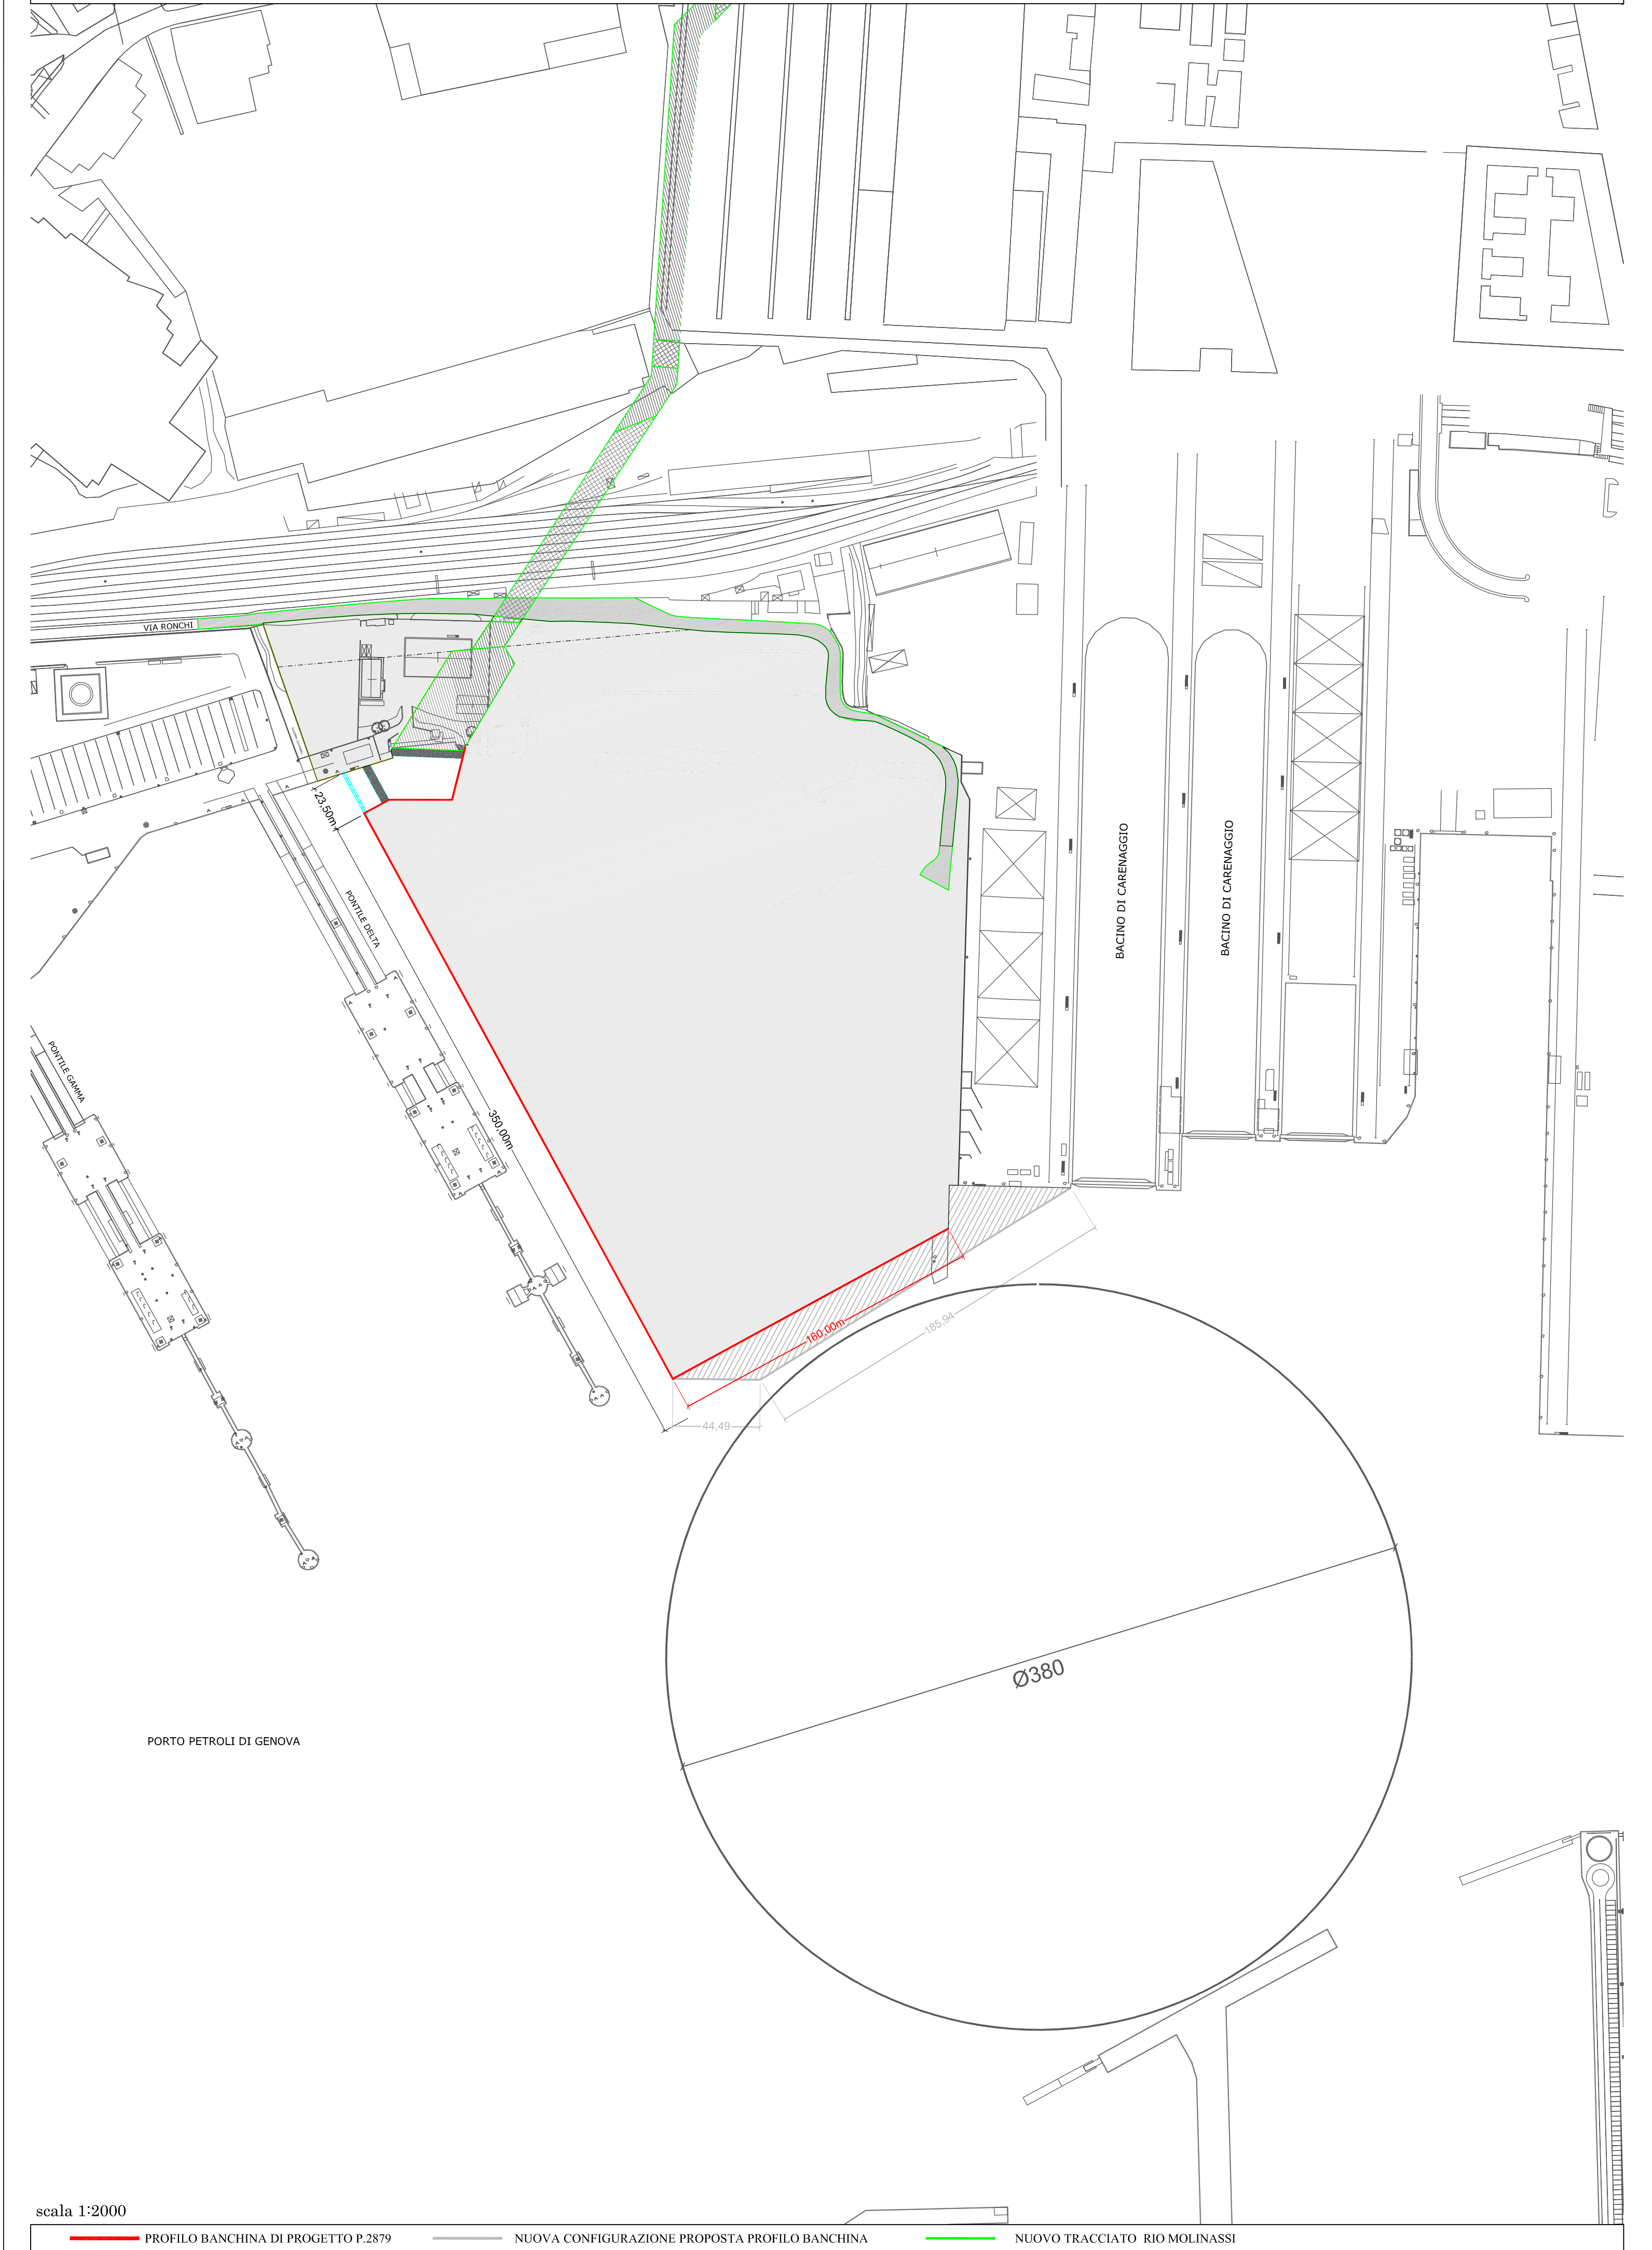 VIA RONCHI
23,50m
PONTILE DELTA
BACINO DI CARENAGGIO
BACINO DI CARENAGGIO
PONTILE GAMMA
350,00m
160,00m
185,94
44,49
Ø380
PORTO PETROLI DI GENOVA
scala 1:2000
PROFILO BANCHINA DI PROGETTO P.2879
NUOVA CONFIGURAZIONE PROPOSTA PROFILO BANCHINA
NUOVO TRACCIATO RIO MOLINASSI